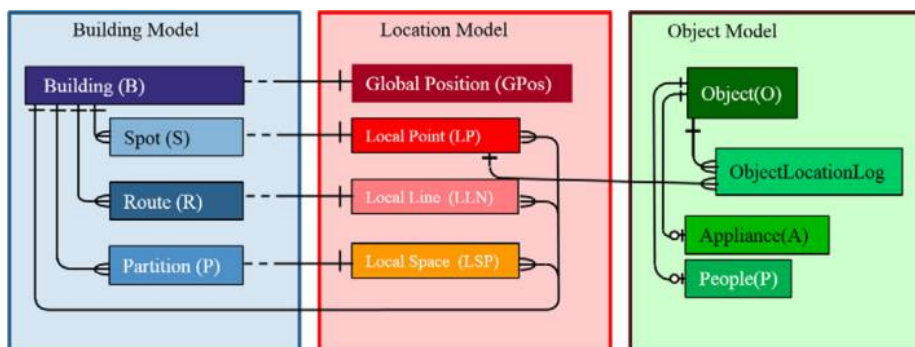 Building Model
Location Model
Object Model
Building (B)
Global Position (GPos)
Object(O)
Spot (S)
Local Point (LP)
ObjectLocationLog
Route (R)
Local Line (LLN)
Appliance(A)
Partition (P)
Local Space (LSP)
People(P)